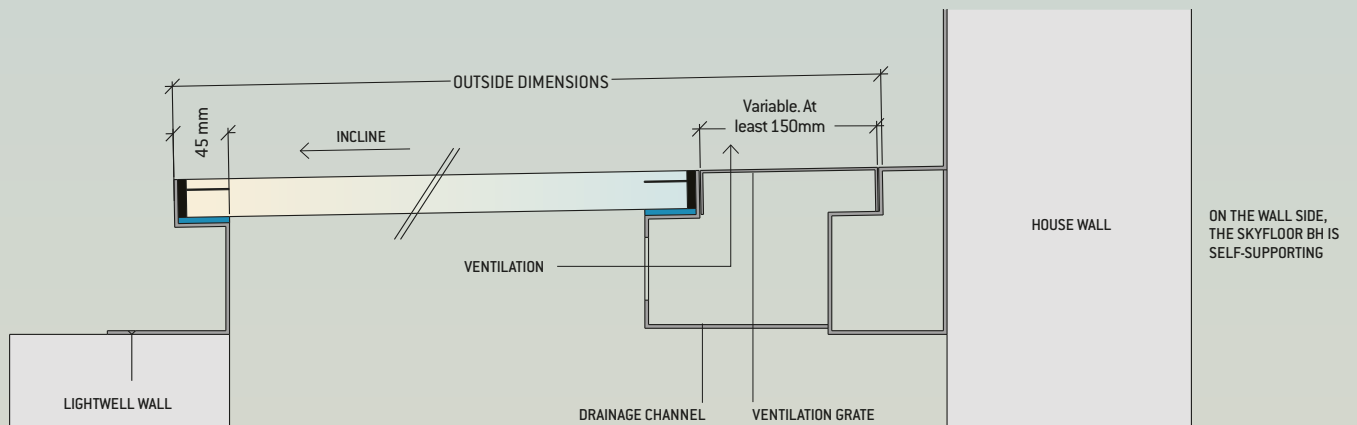 OUTSIDE DIMENSIONS
45 mm
INCLINE
Variable. At
least 150mm
VENTILATION
HOUSE WALL
ON THE WALL SIDE,
THE SKYFLOOR BH IS
SELF-SUPPORTING
LIGHTWELL WALL
DRAINAGE CHANNEL
VENTILATION GRATE